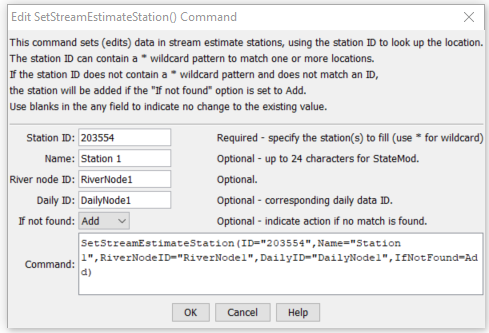 Edit SetStreamEstimateStation() Command
This command sets (edits) data in stream estimate stations, using the station ID to look up the location.
The station ID can contain a * wildcard pattern to match one or more locations.
If the station ID does not contain a * wildcard pattern and does not match an ID,
the station will be added if the "If not found" option is set to Add.
Use blanks in the any field to indicate no change to the existing value.
Station ID: 203554 Required - specify the station(s) to fill (use * for wildcard)
Name: Station 1 Optional - up to 24 characters for StateMod.
River node ID: RiverNode1 Optional.
Daily ID: DailyNode1 Optional - corresponding daily data ID.
If not found: Add Optional - indicate action if no match is found.
Command: SetStreamEstimateStation(ID="203554",Name="Station
1",RiverNodeID="RiverNode1",DailyID="DailyNode1",IfNotFound=Ad
d)
OK Cancel Help